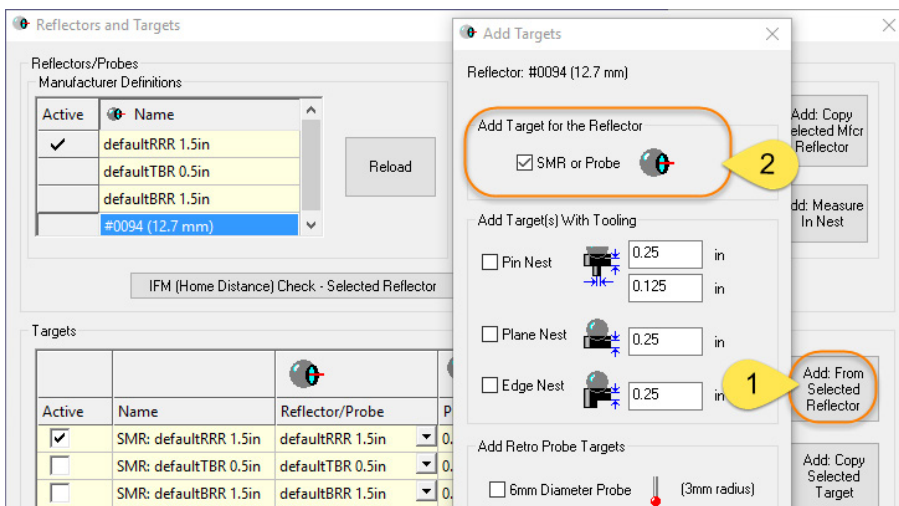 Reflectors and Targets
Reflectors/Probes
Manufacturer Definitions
Active Name
defaultRRR 1.5in
defaultTBR 0.5in
defaultBRR 1.5in
#0094 (12.7 mm)
Reload
IFM (Home Distance) Check - Selected Reflector
Add: Copy
elected Mfcr
Reflector
dd: Measure
In Nest
Add Targets
Reflector: #0094 (12.7 mm)
Add Target for the Reflector
SMR or Probe
2
Add Target(s) With Tooling
Pin Nest 0.25 in
0.125 in
Plane Nest 0.25 in
Edge Nest 0.25 in
1
Add Retro Probe Targets
6mm Diameter Probe (3mm radius)
Targets
Active Name Reflector/Probe P
SMR: defaultRRR 1.5in defaultRRR 1.5in 0.
SMR: defaultTBR 0.5in defaultTBR 0.5in 0.
SMR: defaultBRR 1.5in defaultBRR 1.5in 0.
Add: From
Selected
Reflector
Add: Copy
Selected
Target